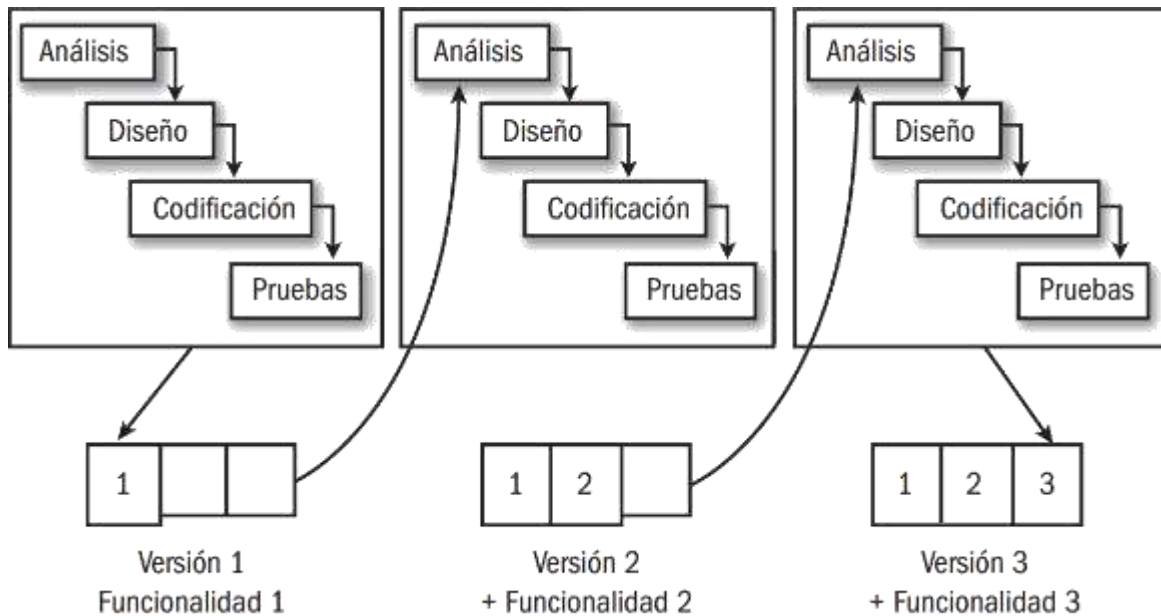 Análisis
Diseño
Codificación
Pruebas
Análisis
Diseño
Codificación
Pruebas
Análisis
Diseño
Codificación
Pruebas
1
Versión 1
Funcionalidad 1
1 2
Versión 2
+ Funcionalidad 2
1 2 3
Versión 3
+ Funcionalidad 3